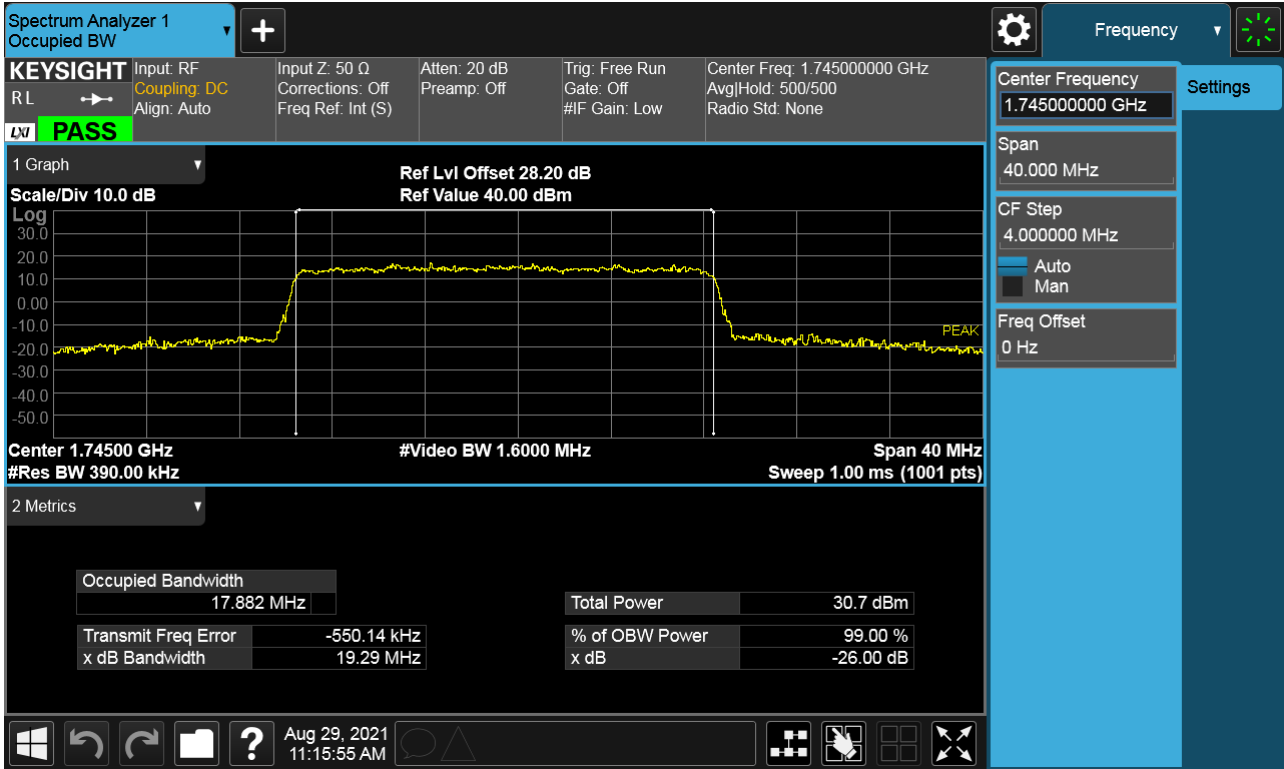 Spectrum Analyzer 1
Occupied BW
Frequency
KEYSIGHT
R L
LXI
PASS
Input: RF
Coupling: DC
Align: Auto
Input Z: 50 Ω
Corrections: Off
Freq Ref: Int (S)
Atten: 20 dB
Preamp: Off
Trig: Free Run
Gate: Off
#IF Gain: Low
Center Freq: 1.745000000 GHz
Avg|Hold: 500/500
Radio Std: None
Center Frequency
1.745000000 GHz
Settings
Span
40.000 MHz
CF Step
4.000000 MHz
Auto
Man
Freq Offset
0 Hz
1 Graph
Scale/Div 10.0 dB
Ref Lvl Offset 28.20 dB
Ref Value 40.00 dBm
Log
30.0
20.0
10.0
0.00
-10.0
-20.0
-30.0
-40.0
-50.0
PEAK
Center 1.74500 GHz
#Video BW 1.6000 MHz
Span 40 MHz
#Res BW 390.00 kHz
Sweep 1.00 ms (1001 pts)
2 Metrics
Occupied Bandwidth
17.882 MHz
Total Power 30.7 dBm
Transmit Freq Error -550.14 kHz
% of OBW Power 99.00 %
x dB Bandwidth 19.29 MHz
x dB -26.00 dB
?
Aug 29, 2021
11:15:55 AM